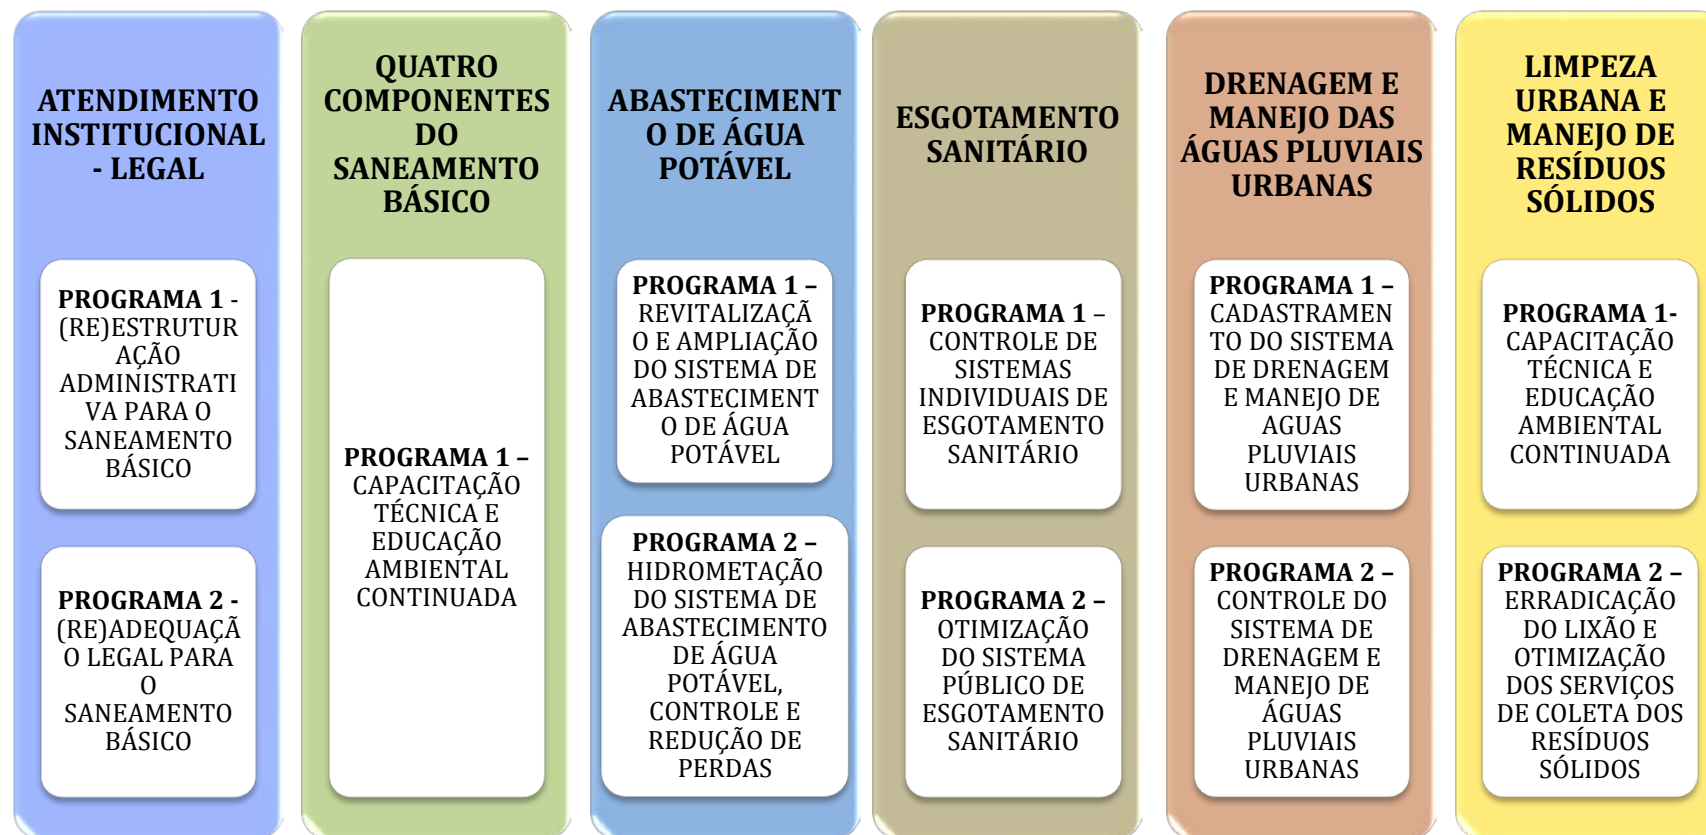 ATENDIMENTO
INSTITUCIONAL
- LEGAL
PROGRAMA 1 -
(RE)ESTRUTUR
AÇÃO
ADMINISTRATI
VA PARA O
SANEAMENTO
BÁSICO
PROGRAMA 2 -
(RE)ADEQUAÇÃ
O LEGAL PARA
O
SANEAMENTO
BÁSICO
QUATRO
COMPONENTES
DO
SANEAMENTO
BÁSICO
PROGRAMA 1 –
CAPACITAÇÃO
TÉCNICA E
EDUCAÇÃO
AMBIENTAL
CONTINUADA
ABASTECIMENT
O DE ÁGUA
POTÁVEL
PROGRAMA 1 –
REVITALIZAÇÃ
O E AMPLIAÇÃO
DO SISTEMA DE
ABASTECIMENT
O DE ÁGUA
POTÁVEL
PROGRAMA 2 –
HIDROMETAÇÃO
DO SISTEMA DE
ABASTECIMENTO
DE ÁGUA
POTÁVEL,
CONTROLE E
REDUÇÃO DE
PERDAS
ESGOTAMENTO
SANITÁRIO
PROGRAMA 1 –
CONTROLE DE
SISTEMAS
INDIVIDUAIS DE
ESGOTAMENTO
SANITÁRIO
PROGRAMA 2 –
OTIMIZAÇÃO
DO SISTEMA
PÚBLICO DE
ESGOTAMENTO
SANITÁRIO
DRENAGEM E
MANEJO DAS
ÁGUAS PLUVIAIS
URBANAS
PROGRAMA 1 –
CADASTRAMEN
TO DO SISTEMA
DE DRENAGEM
E MANEJO DE
AGUAS
PLUVIAIS
URBANAS
PROGRAMA 2 –
CONTROLE DO
SISTEMA DE
DRENAGEM E
MANEJO DE
ÁGUAS
PLUVIAIS
URBANAS
LIMPEZA
URBANA E
MANEJO DE
RESÍDUOS
SÓLIDOS
PROGRAMA 1-
CAPACITAÇÃO
TÉCNICA E
EDUCAÇÃO
AMBIENTAL
CONTINUADA
PROGRAMA 2 –
ERRADICAÇÃO
DO LIXÃO E
OTIMIZAÇÃO
DOS SERVIÇOS
DE COLETA DOS
RESÍDUOS
SÓLIDOS